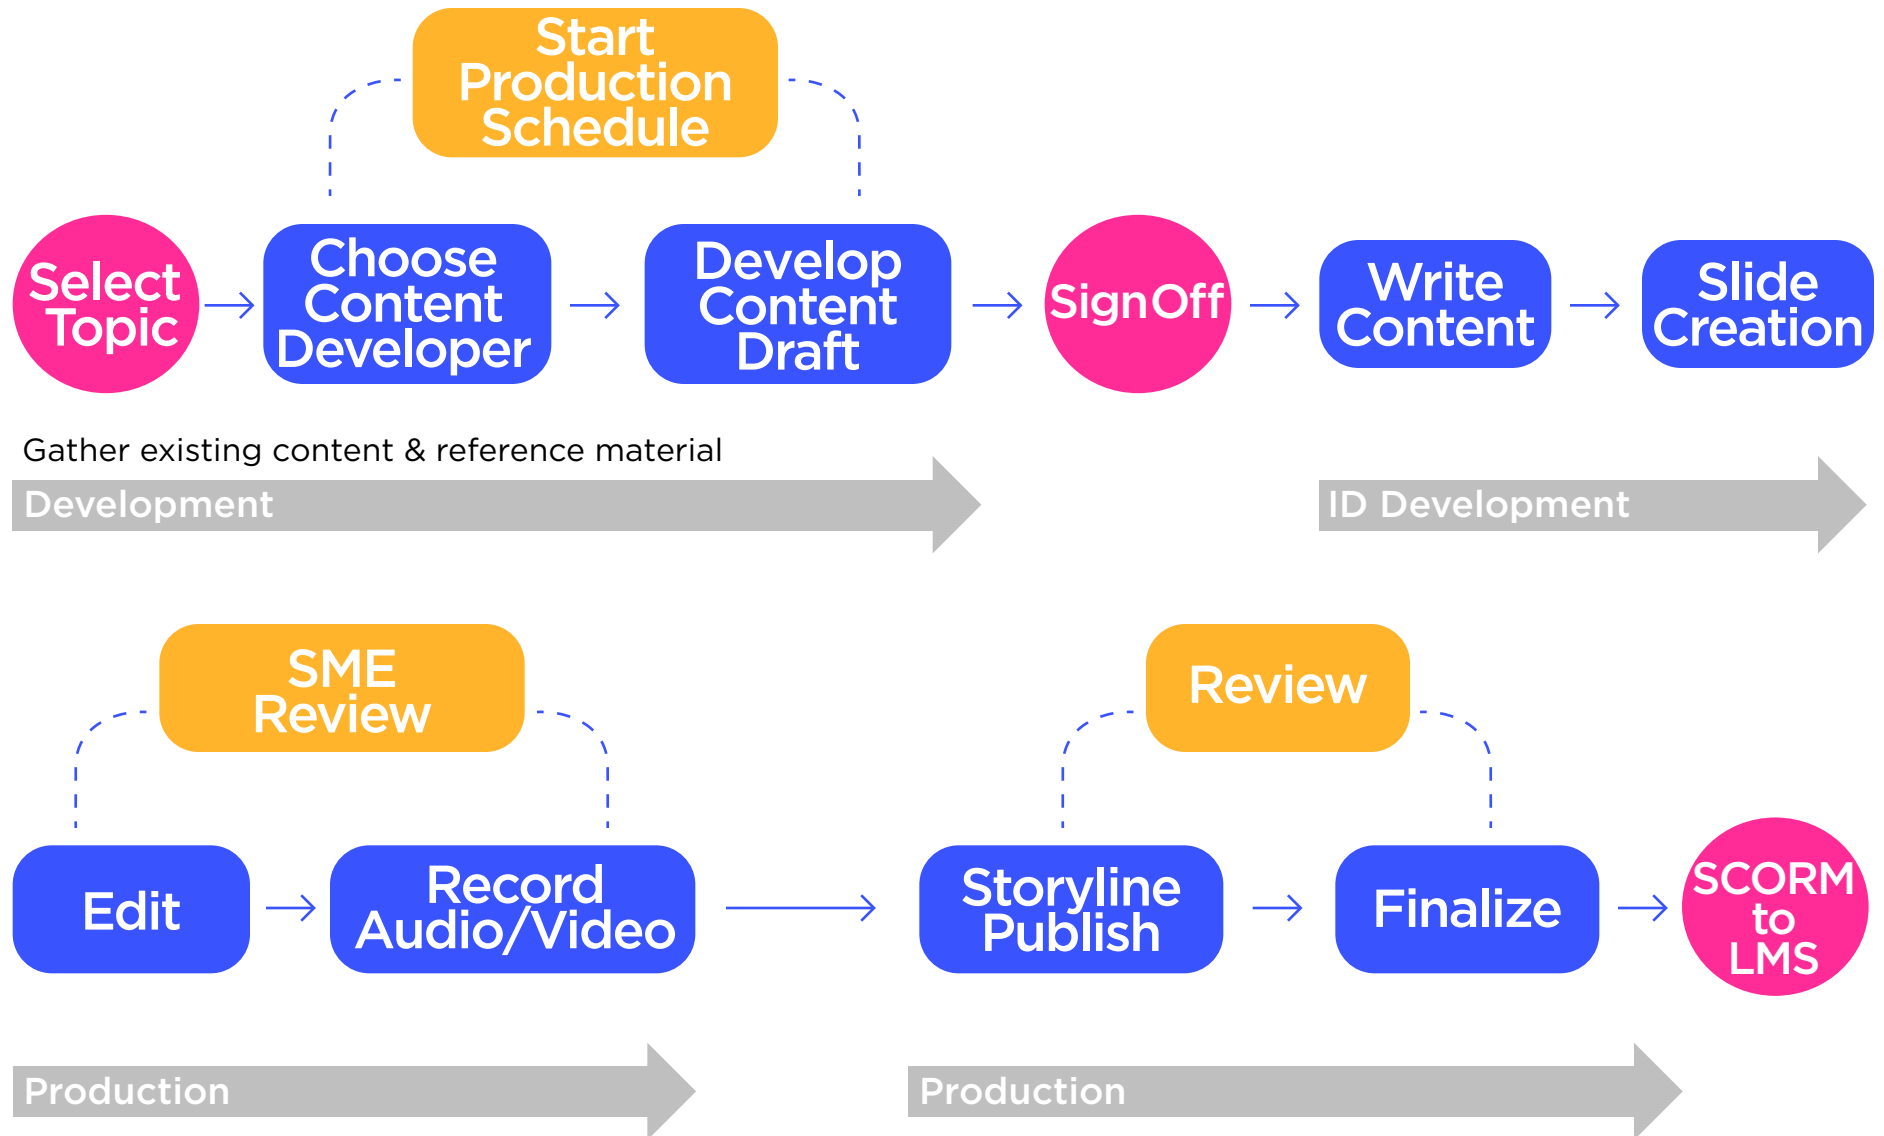 Start
Production
Schedule
Select
Topic
Choose
Content
Developer
Develop
Content
Draft
Sign Off
Write
Content
Slide
Creation
Gather existing content & reference material
Development
ID Development
SME
Review
Review
Edit
Record
Audio/Video
Storyline
Publish
Finalize
SCORM
to
LMS
Production
Production